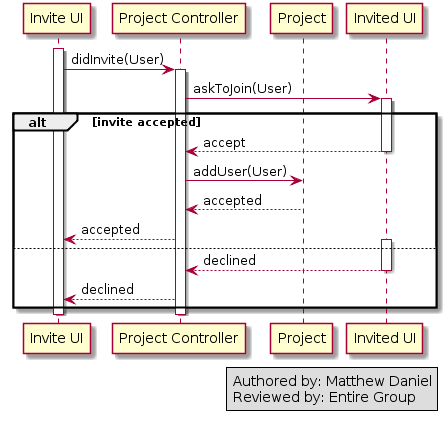 Invite UI Project Controller Project Invited UI
didInvite(User)
askToJoin(User)
alt [invite accepted]
accept
addUser(User)
accepted
accepted
declined
declined
Invite UI Project Controller Project Invited UI
Authored by: Matthew Daniel
Reviewed by: Entire Group